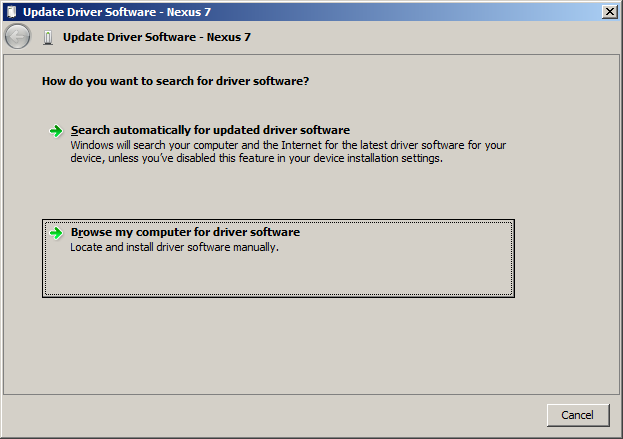 Update Driver Software - Nexus 7
Update Driver Software - Nexus 7
How do you want to search for driver software?
Search automatically for updated driver software
Windows will search your computer and the Internet for the latest driver software for your
device, unless you've disabled this feature in your device installation settings.
Browse my computer for driver software
Locate and install driver software manually.
Cancel